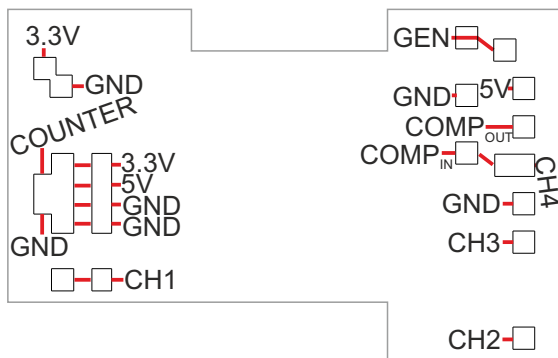 3.3V
GND
COUNTER
3.3V
5V
GND
GND
GND
CH1
GEN
GND 5V
COMP OUT
COMP IN
CH4
GND
CH3
CH2